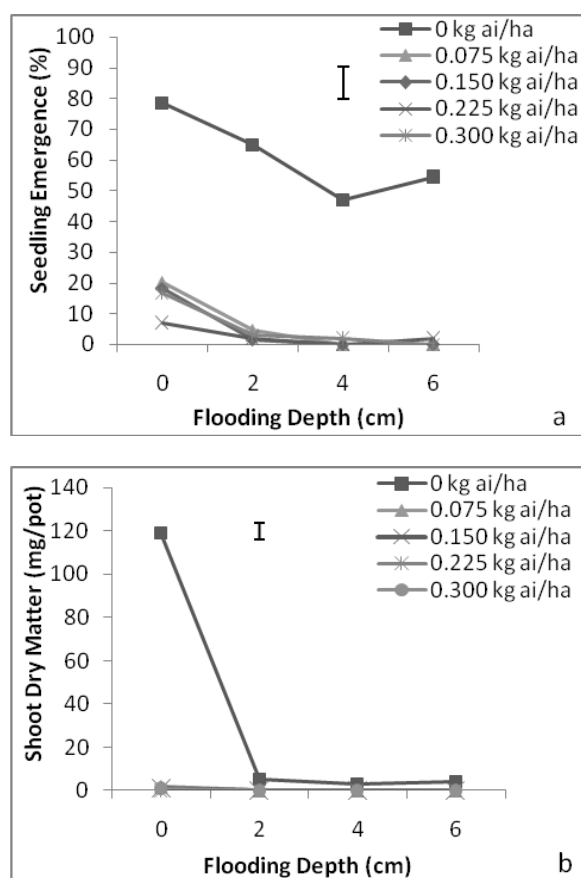 100
90
80
70
60
50
40
30
20
10
0
Seedling Emergence (%)
0 kg ai/ha
0.075 kg ai/ha
0.150 kg ai/ha
0.225 kg ai/ha
0.300 kg ai/ha
0 2 4 6
Flooding Depth (cm)
a
140
120
100
80
60
40
20
0
Shoot Dry Matter (mg/pot)
0 kg ai/ha
0.075 kg ai/ha
0.150 kg ai/ha
0.225 kg ai/ha
0.300 kg ai/ha
0 2 4 6
Flooding Depth (cm)
b